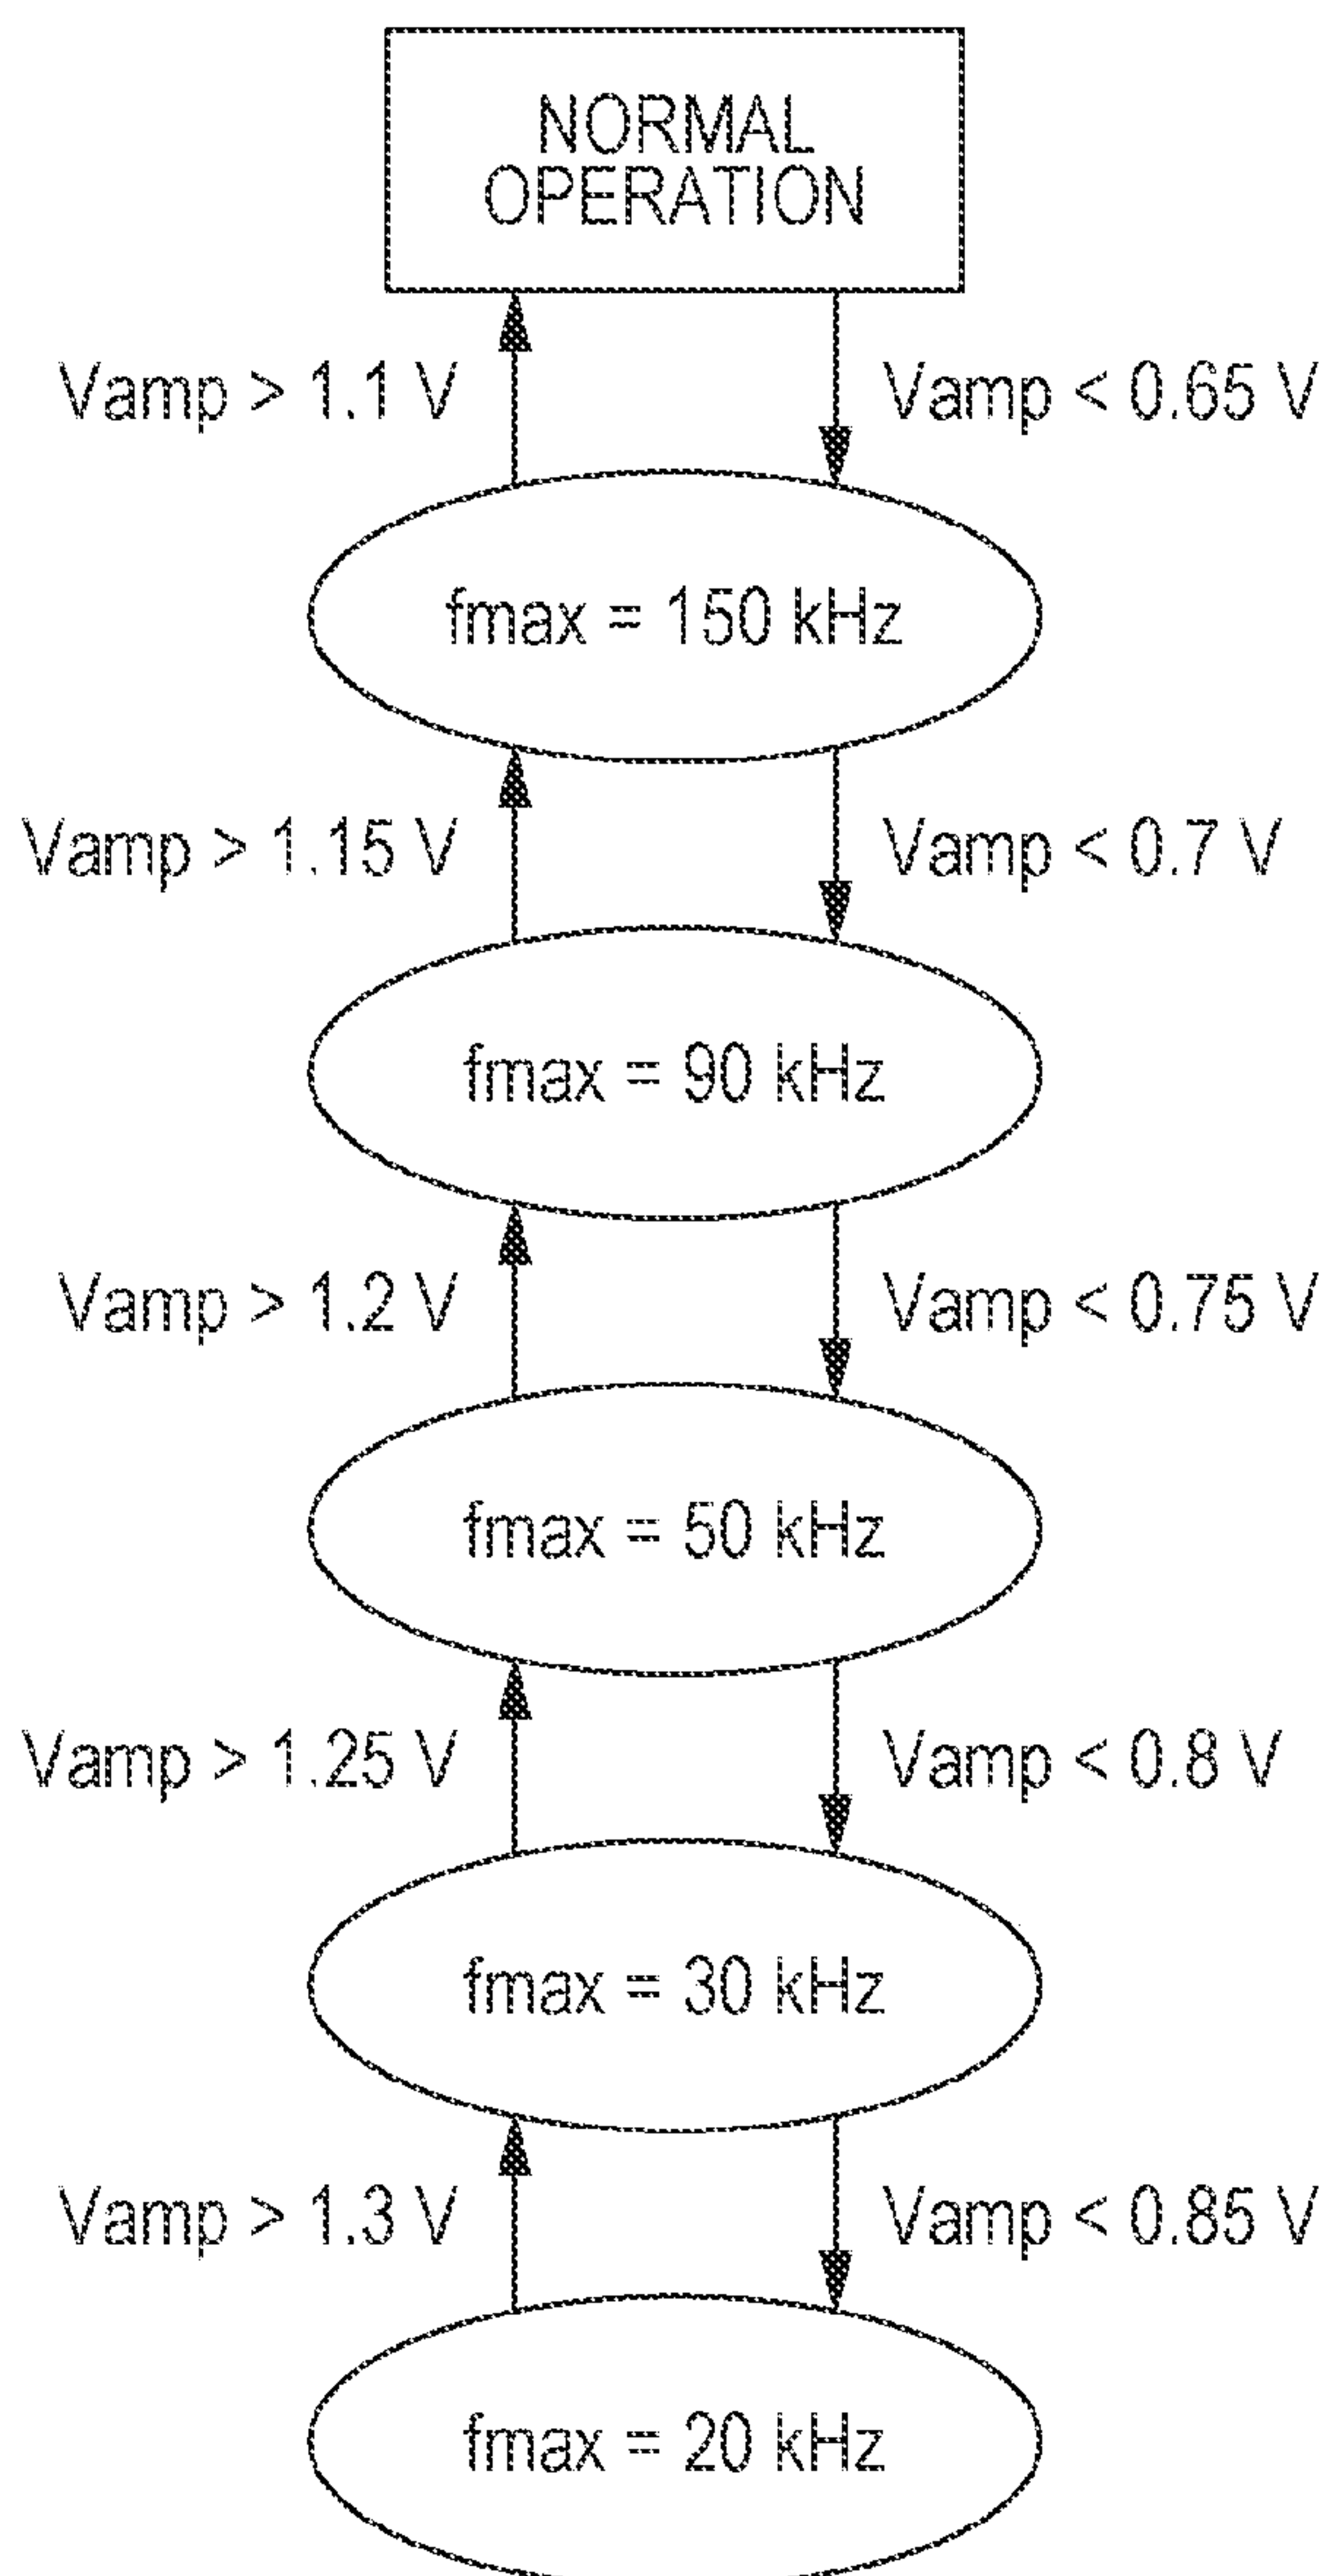 NORMAL
OPERATION
Vamp > 1.1 V
Vamp < 0.65 V
fmax = 150 kHz
Vamp > 1.15 V
Vamp < 0.7 V
fmax = 90 kHz
Vamp > 1.2 V
Vamp < 0.75 V
fmax = 50 kHz
Vamp > 1.25 V
Vamp < 0.8 V
fmax = 30 kHz
Vamp > 1.3 V
Vamp < 0.85 V
fmax = 20 kHz